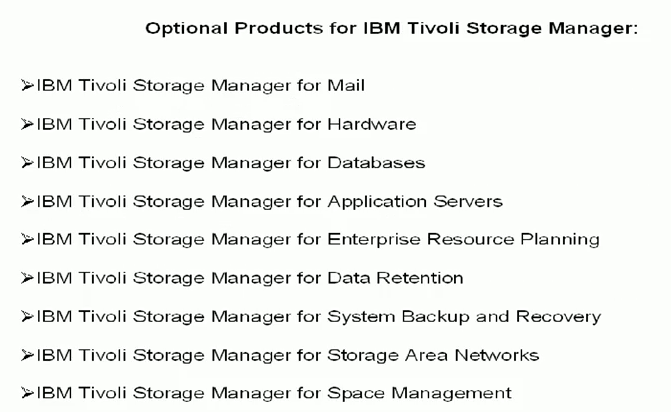 Optional Products for IBM Tivoli Storage Manager:
➢IBM Tivoli Storage Manager for Mail
➢IBM Tivoli Storage Manager for Hardware
➢IBM Tivoli Storage Manager for Databases
➢IBM Tivoli Storage Manager for Application Servers
➢IBM Tivoli Storage Manager for Enterprise Resource Planning
➢IBM Tivoli Storage Manager for Data Retention
➢IBM Tivoli Storage Manager for System Backup and Recovery
➢IBM Tivoli Storage Manager for Storage Area Networks
➢IBM Tivoli Storage Manager for Space Management